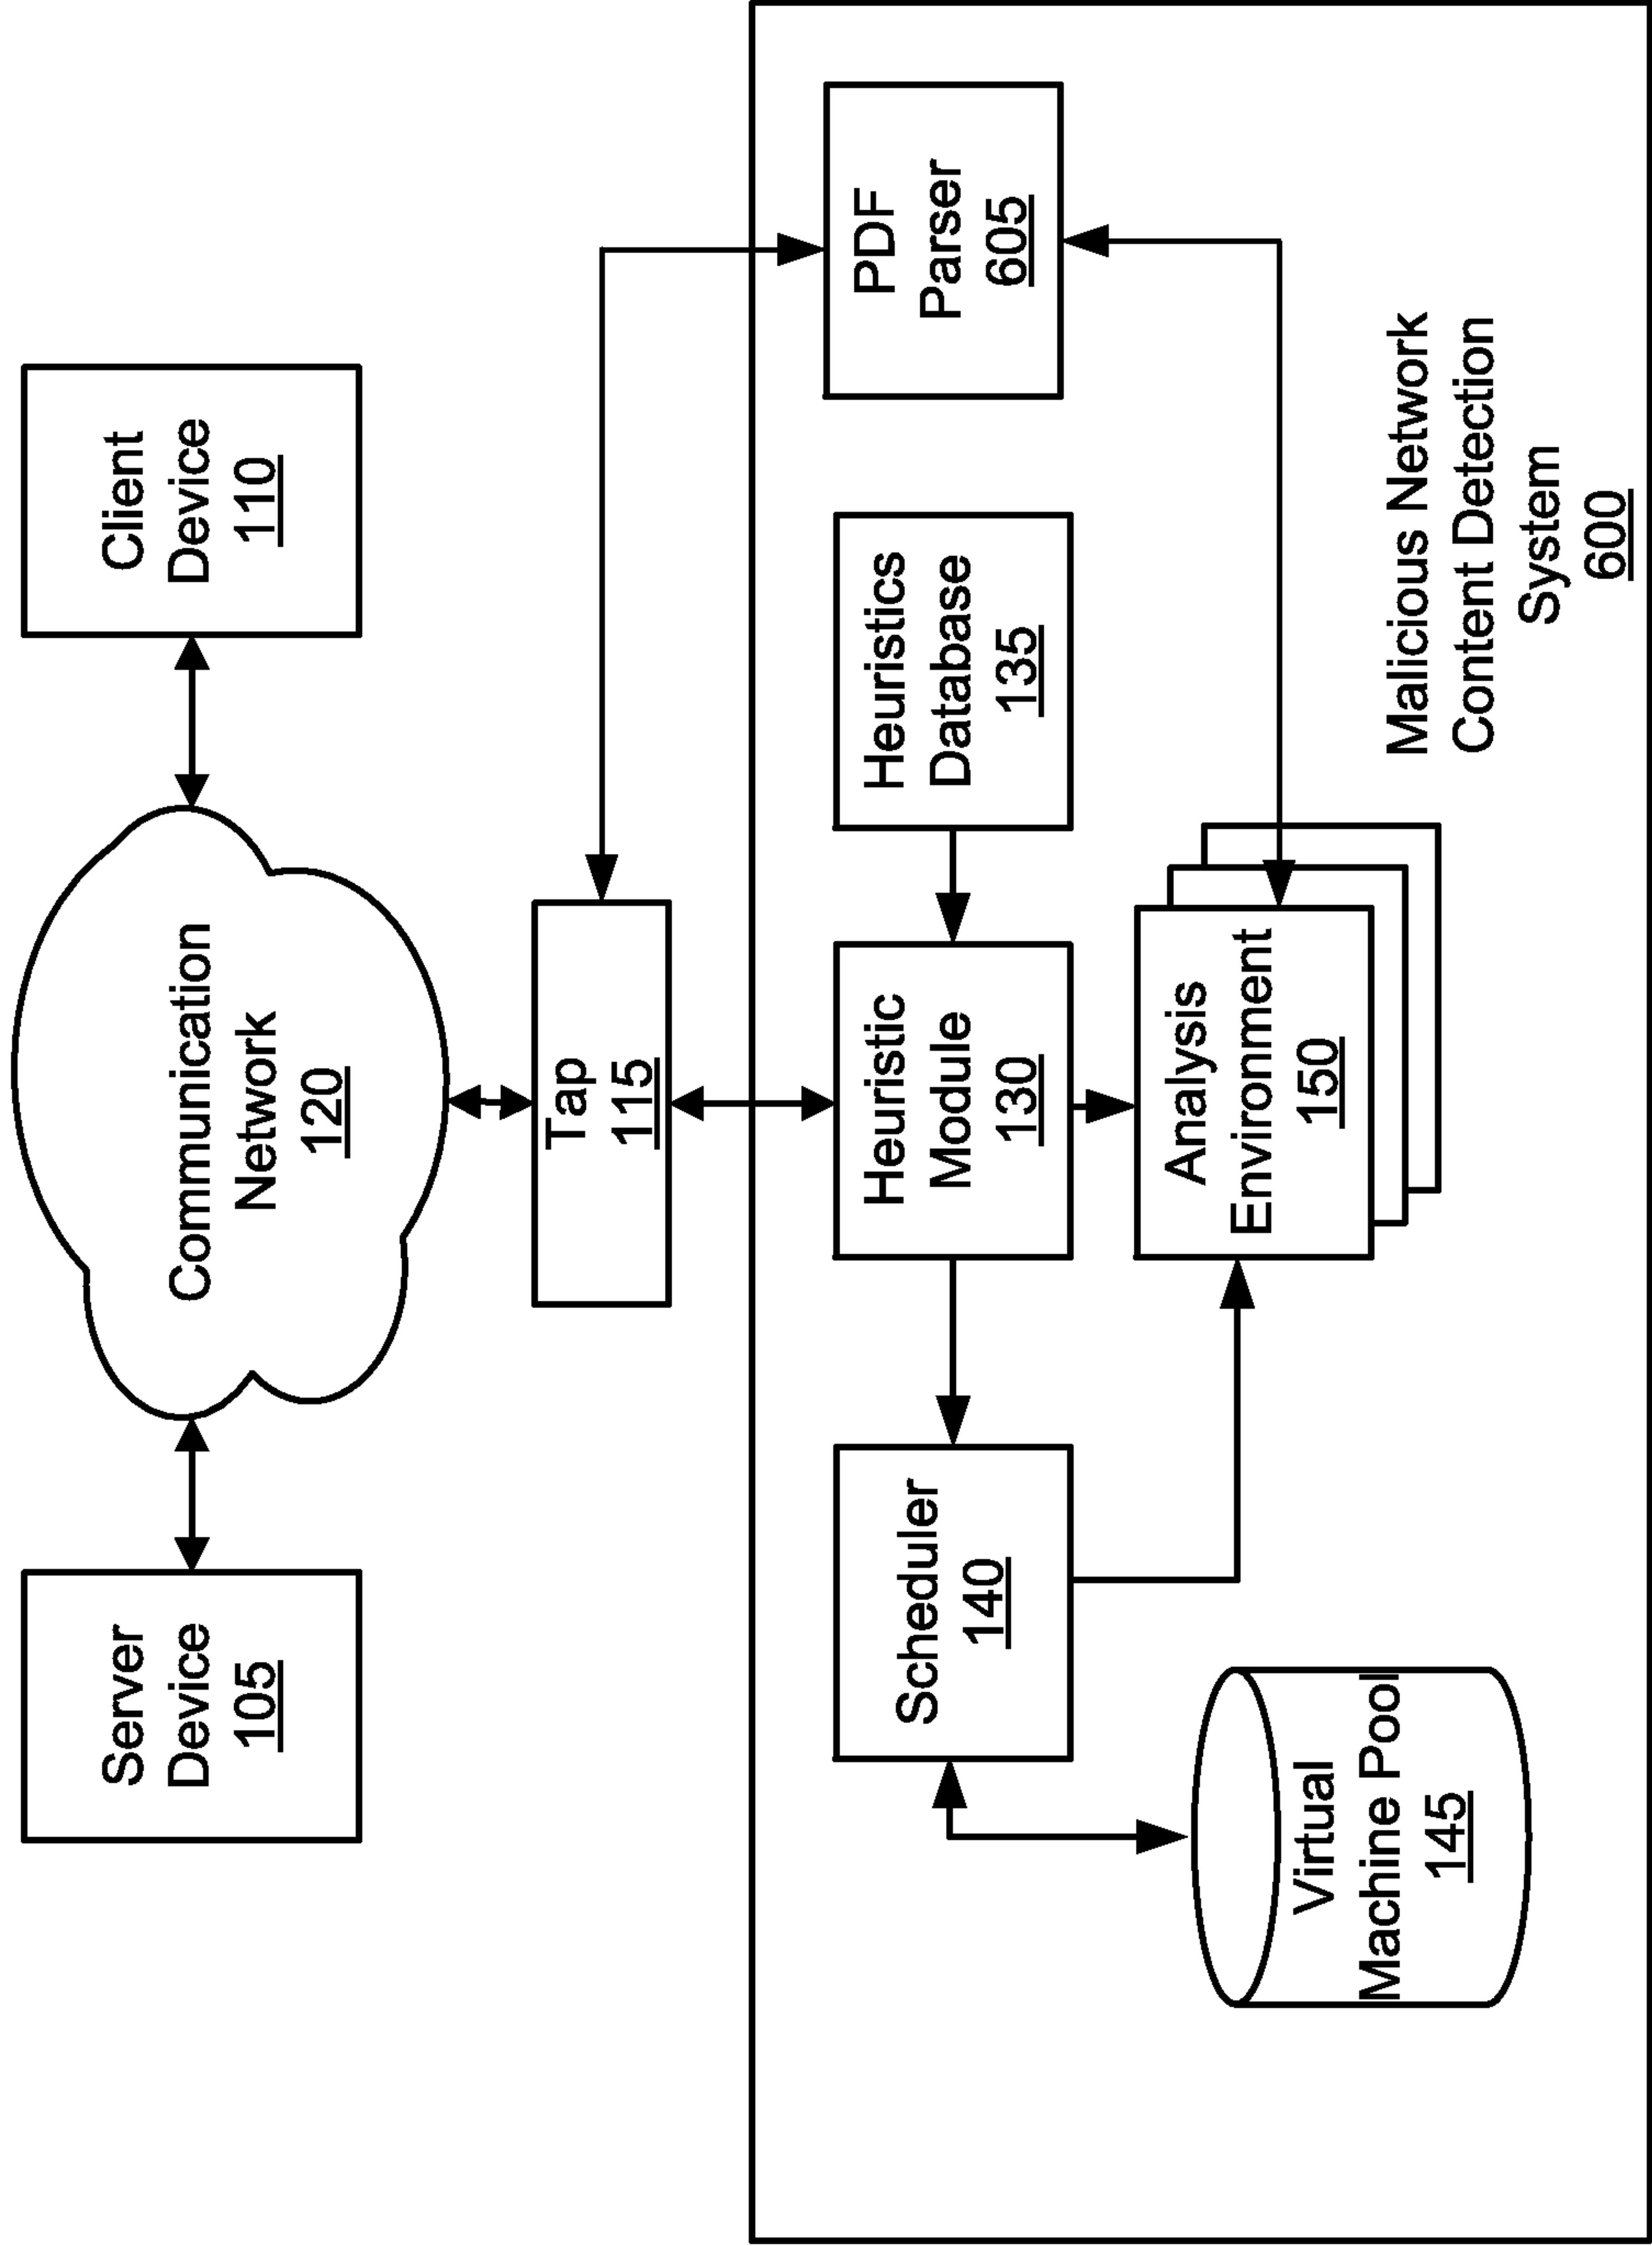 Server
Device
105
Communication
Network
120
Client
Device
110
Tap
115
Scheduler
140
Heuristic
Module
130
Heuristics
Database
135
PDF
Parser
605
Virtual
Machine Pool
145
Analysis
Environment
150
Malicious Network
Content Detection
System
600